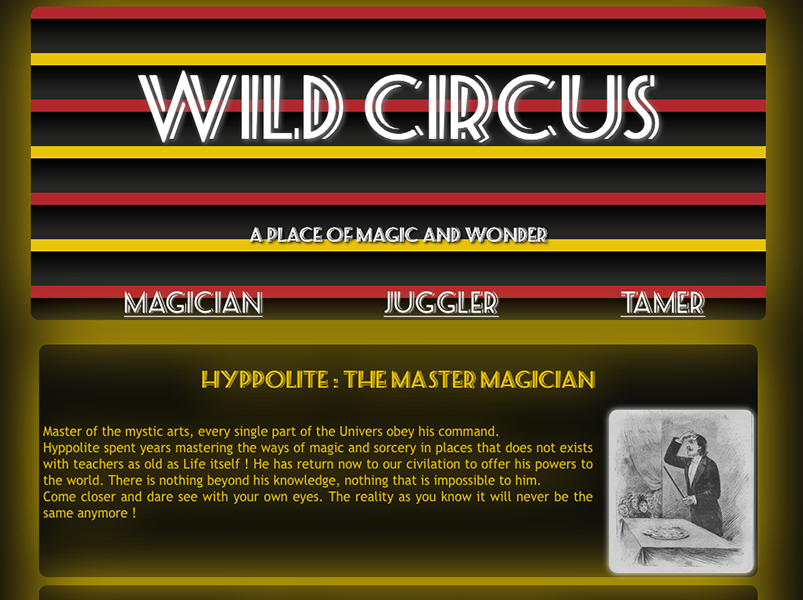 WILD CIRCUS
A PLACE OF MAGIC AND WONDER
MAGICIAN JUGGLER TAMER
HYPPOLITE : THE MASTER MAGICIAN
Master of the mystic arts, every single part of the Univers obey his command.
Hyppolite spent years mastering the ways of magic and sorcery in places that does not exists
with teachers as old as Life itself ! He has return now to our civilation to offer his powers to
the world. There is nothing beyond his knowledge, nothing that is impossible to him.
Come closer and dare see with your own eyes. The reality as you know it will never be the
same anymore !